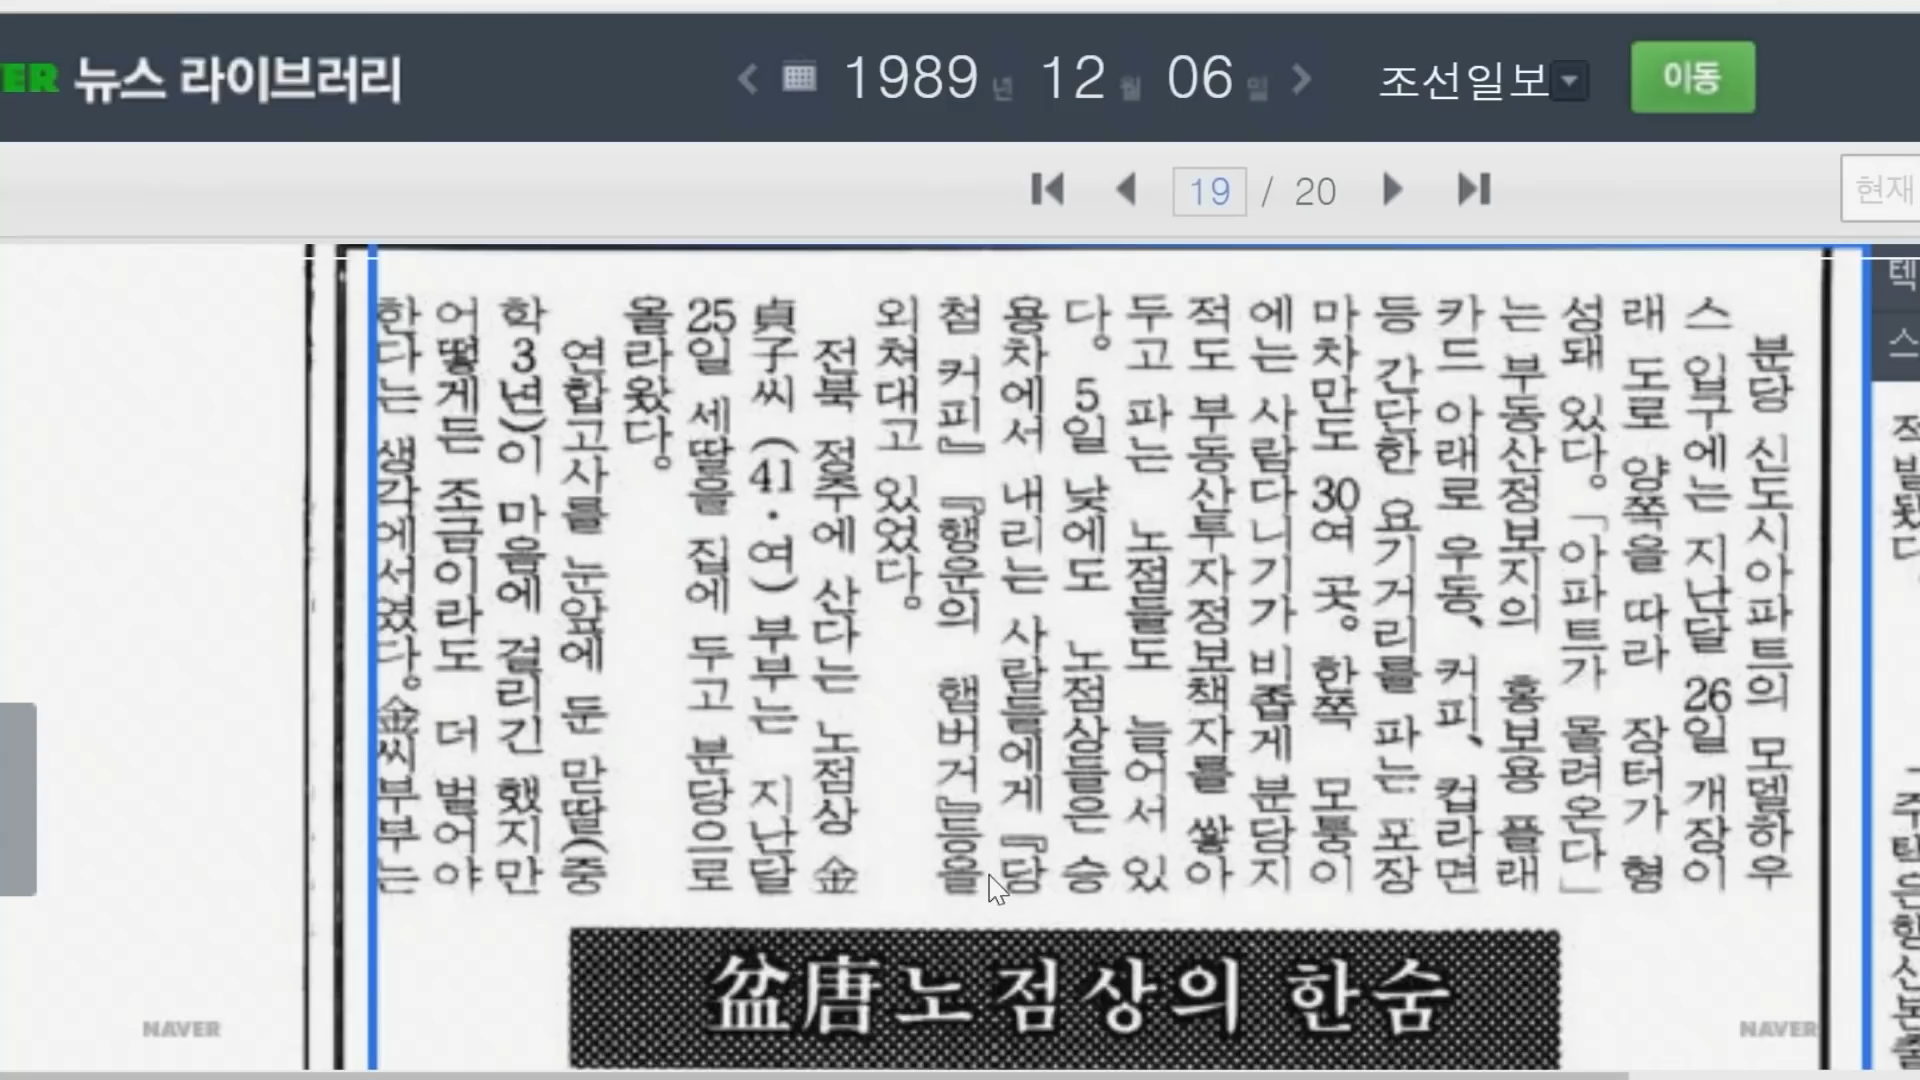 ER 뉴스 라이브러리
1989년 12월 06일
조선일보
이동
19 / 20
현재
분당 신도시아파트의 모델하우
스 입구에는 지난달 26일 개장이
래 도로 양쪽을 따라 장터가 형
성돼 있다。「아파트가 몰려온다」
는 부동산정보지의 홍보용 플래
카드 아래로 우동、커피、컵라면
등 간단한 요기거리를 파는 포장
마차만도 30여 곳。한쪽 모퉁이
에는 사람다니기가 비좁게 분당지
적도 부동산투자정보책자를 쌓아
두고 파는 노점들도 늘어서 있
다。5일 낮에도 노점상들은 승
용차에서 내리는 사람들에게 『당
첨 커피』『행운의 햄버거』등을
외쳐대고 있었다。
전북 정주에 산다는 노점상 金
貞子씨 (41·여) 부부는 지난달
25일 세딸을 집에 두고 분당으로
올라왔다。
연합고사를 눈앞에 둔 맏딸(중
학 3년)이 마음에 걸리긴 했지만
어떻게든 조금이라도 더 벌어야
한다는 생각에서였다。金씨부부는
盆唐노점상의 한숨
NAVER
NAVER
텍
스